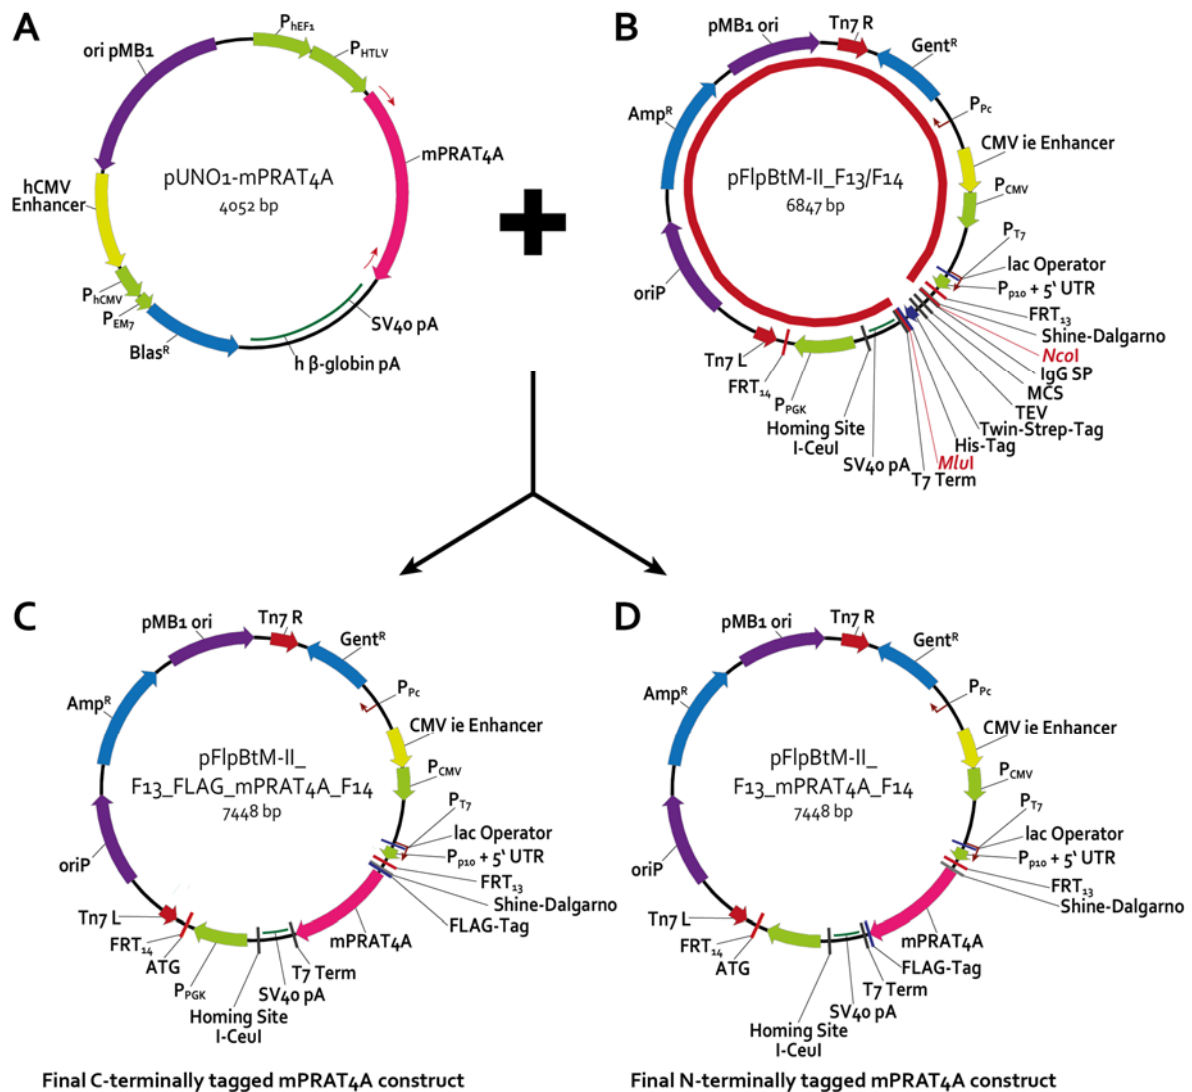 A
PhEF1
PHTLV
ori pMB1
mPRAT4A
pUNO1-mPRAT4A
4052 bp
hCMV
Enhancer
PhCMV
PEM7
BlasR
SV40 pA
h β-globin pA
B
pMB1 ori
Tn7 R
GentR
AmpR
PPc
CMV ie Enhancer
pFlpBtM-II_F13/F14
6847 bp
PCMV
PT7
lac Operator
Pp10 + 5' UTR
oriP
FRT13
Shine-Dalgarno
NcoI
IgG SP
MCS
TEV
Twin-Strep-Tag
His-Tag
MluI
T7 Term
SV40 pA
Homing Site
I-CeuI
PPGK
FRT14
Tn7 L
C
pMB1 ori
Tn7 R
GentR
AmpR
PPc
CMV ie Enhancer
pFlpBtM-II_
F13_FLAG_mPRAT4A_F14
7448 bp
PCMV
PT7
lac Operator
Pp10 + 5' UTR
oriP
FRT13
Shine-Dalgarno
FLAG-Tag
mPRAT4A
Tn7 L
FRT14
ATG
PPGK
T7 Term
SV40 pA
Homing Site
I-CeuI
Final C-terminally tagged mPRAT4A construct
D
pMB1 ori
Tn7 R
GentR
AmpR
PPc
CMV ie Enhancer
pFlpBtM-II_
F13_mPRAT4A_F14
7448 bp
PCMV
PT7
lac Operator
Pp10 + 5' UTR
oriP
FRT13
Shine-Dalgarno
mPRAT4A
Tn7 L
FRT14
ATG
FLAG-Tag
T7 Term
SV40 pA
Homing Site
I-CeuI
Final N-terminally tagged mPRAT4A construct